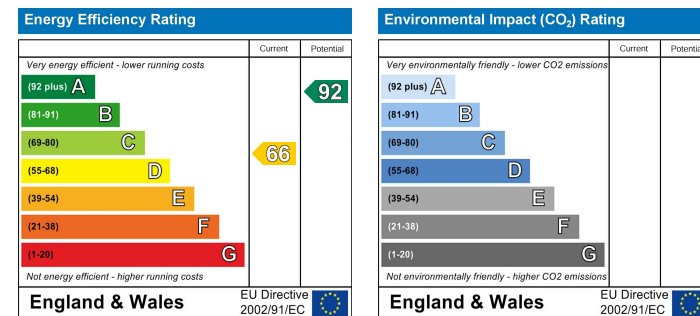 Energy Efficiency Rating
Current Potential
Very energy efficient - lower running costs
(92 plus) A
92
(81-91) B
(69-80) C
66
(55-68) D
(39-54) E
(21-38) F
(1-20) G
Not energy efficient - higher running costs
England & Wales
EU Directive
2002/91/EC
Environmental Impact (CO2) Rating
Current Potentia
Very environmentally friendly - lower CO2 emissions
(92 plus) A
(81-91) B
(69-80) C
(55-68) D
(39-54) E
(21-38) F
(1-20) G
Not environmentally friendly - higher CO2 emissions
England & Wales
EU Directive
2002/91/EC